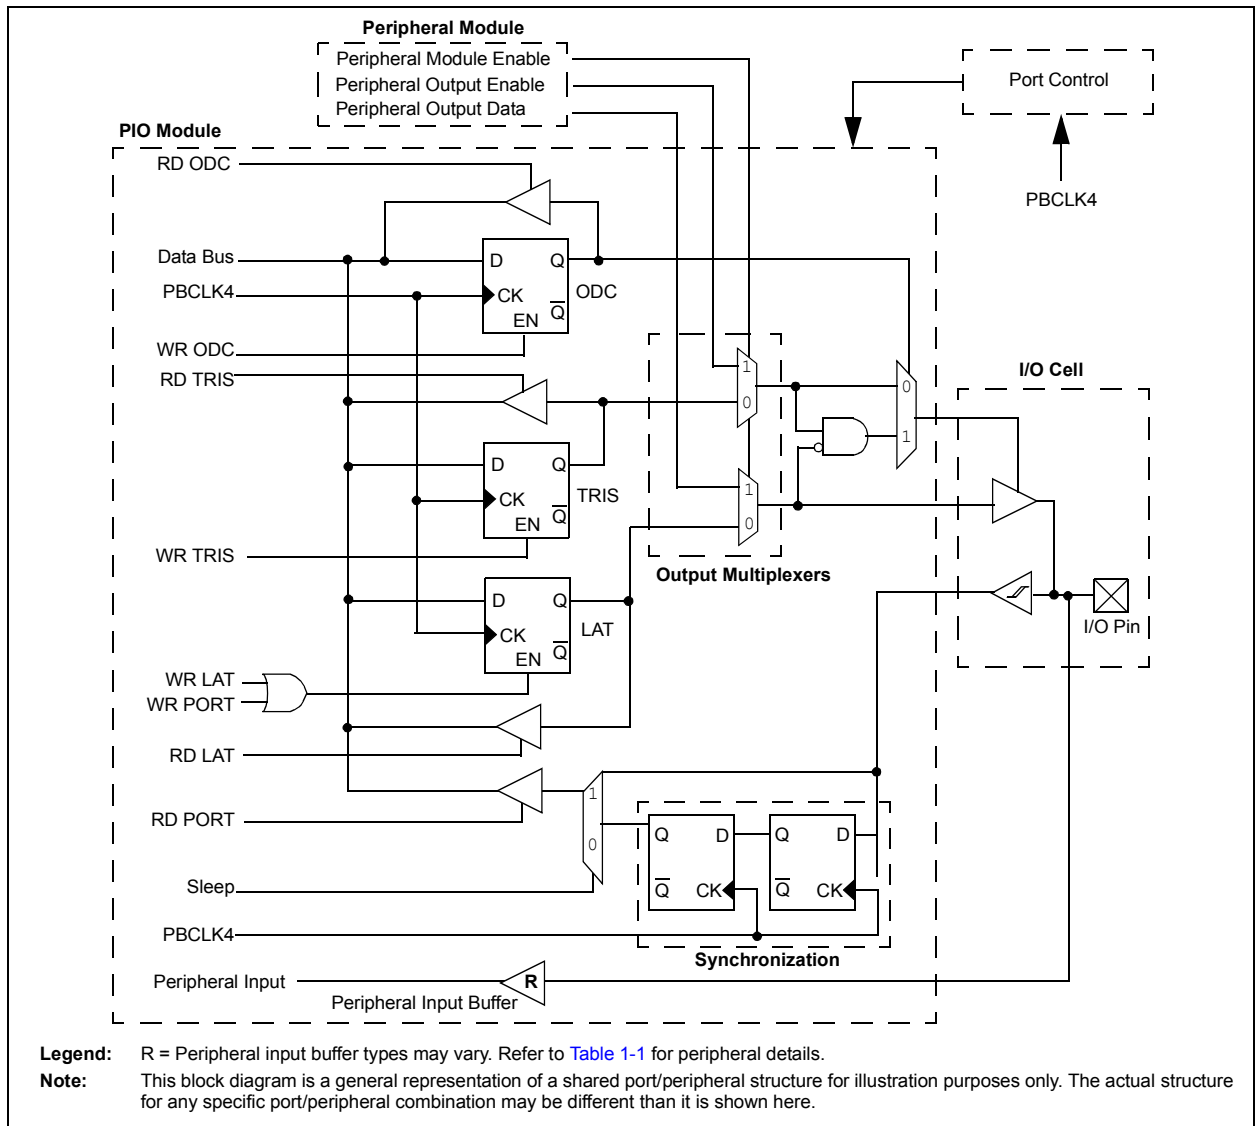 Peripheral Module
Peripheral Module Enable
Peripheral Output Enable
Peripheral Output Data
Port Control
PBCLK4
PIO Module
RD ODC
Data Bus
D
Q
ODC
PBCLK4
CK
EN
Q̅
WR ODC
RD TRIS
1
0
0
1
I/O Cell
D
Q
TRIS
CK
EN
Q̅
1
0
WR TRIS
Output Multiplexers
D
Q
LAT
CK
EN
Q̅
I/O Pin
WR LAT
WR PORT
RD LAT
RD PORT
1
0
Q
D
Q
D
Sleep
Q̅
CK
Q̅
CK
PBCLK4
Synchronization
Peripheral Input
R
Peripheral Input Buffer
Legend: R = Peripheral input buffer types may vary. Refer to Table 1-1 for peripheral details.
Note: This block diagram is a general representation of a shared port/peripheral structure for illustration purposes only. The actual structure
for any specific port/peripheral combination may be different than it is shown here.